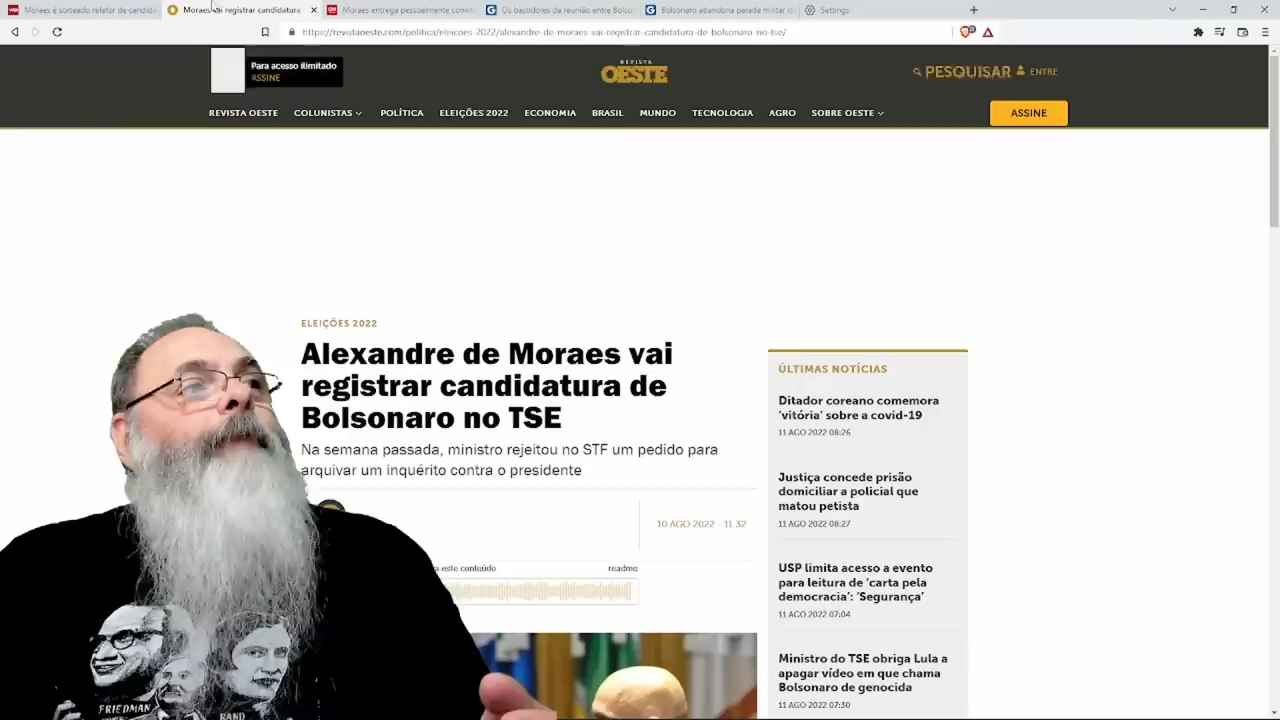 Moraes é sorteado relator de candida
Moraes vai registrar candidatura
Moraes entrega pessoalmente convit
Os bastidores da reunião entre Bolso
Bolsonaro abandona parada militar
Settings
https://revistaoeste.com/politica/eleicoes-2022/alexandre-de-moraes-vai-registrar-candidatura-de-bolsonaro-no-tse/
Para acesso ilimitado
ASSINE
REVISTA
OESTE
PESQUISAR
ENTRE
REVISTA OESTE COLUNISTAS POLÍTICA ELEIÇÕES 2022 ECONOMIA BRASIL MUNDO TECNOLOGIA AGRO SOBRE OESTE
ASSINE
ELEIÇÕES 2022
Alexandre de Moraes vai
registrar candidatura de
Bolsonaro no TSE
Na semana passada, ministro rejeitou no STF um pedido para
arquivar um inquérito contra o presidente
10 AGO 2022 - 11:32
este conteúdo
readme
ÚLTIMAS NOTÍCIAS
Ditador coreano comemora
‘vitória’ sobre a covid-19
11 AGO 2022 08:26
Justiça concede prisão
domiciliar a policial que
matou petista
11 AGO 2022 08:27
USP limita acesso a evento
para leitura de ‘carta pela
democracia’: ‘Segurança’
11 AGO 2022 07:04
Ministro do TSE obriga Lula a
apagar vídeo em que chama
Bolsonaro de genocida
11 AGO 2022 07:30
FRIEDMAN
RAND